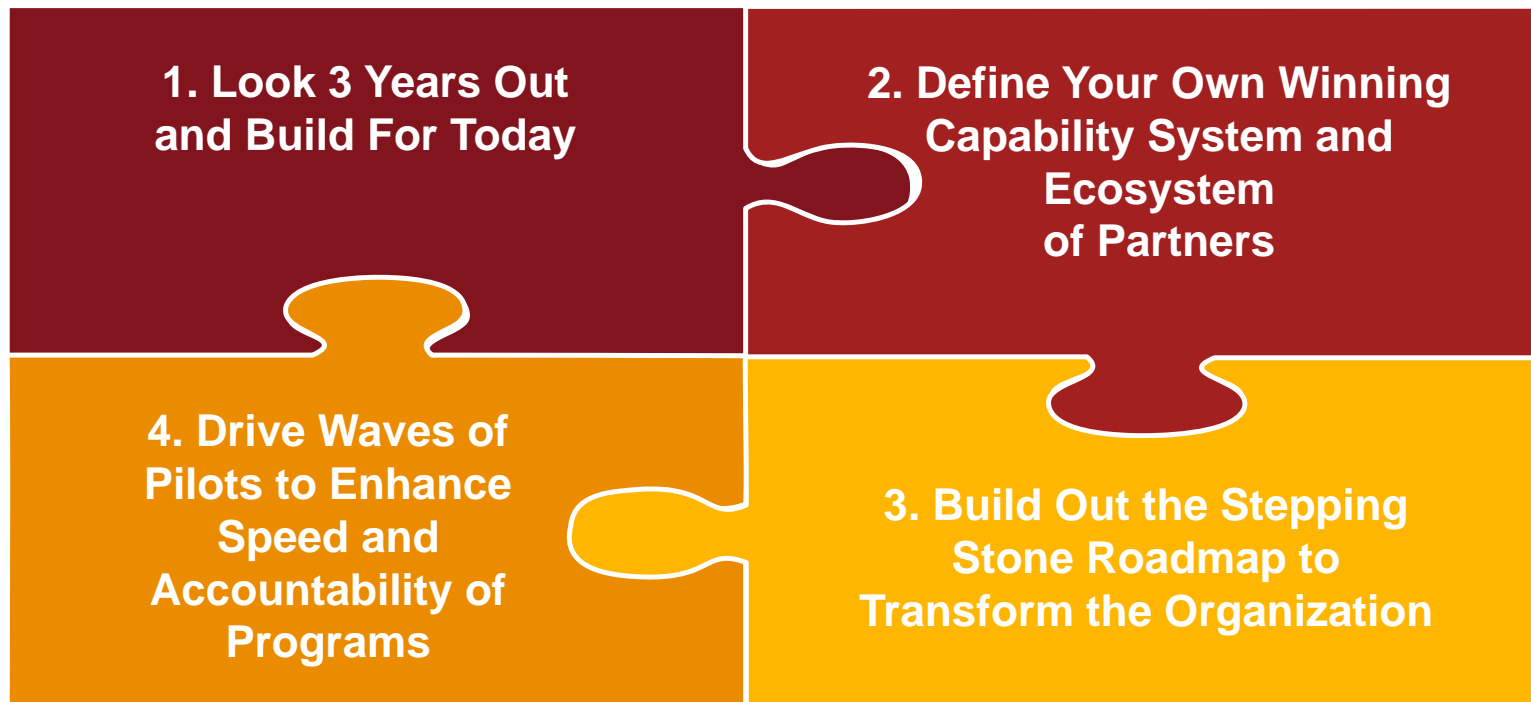 1. Look 3 Years Out
and Build For Today
2. Define Your Own Winning
Capability System and
Ecosystem
of Partners
3. Build Out the Stepping
Stone Roadmap to
Transform the Organization
4. Drive Waves of
Pilots to Enhance
Speed and
Accountability of
Programs